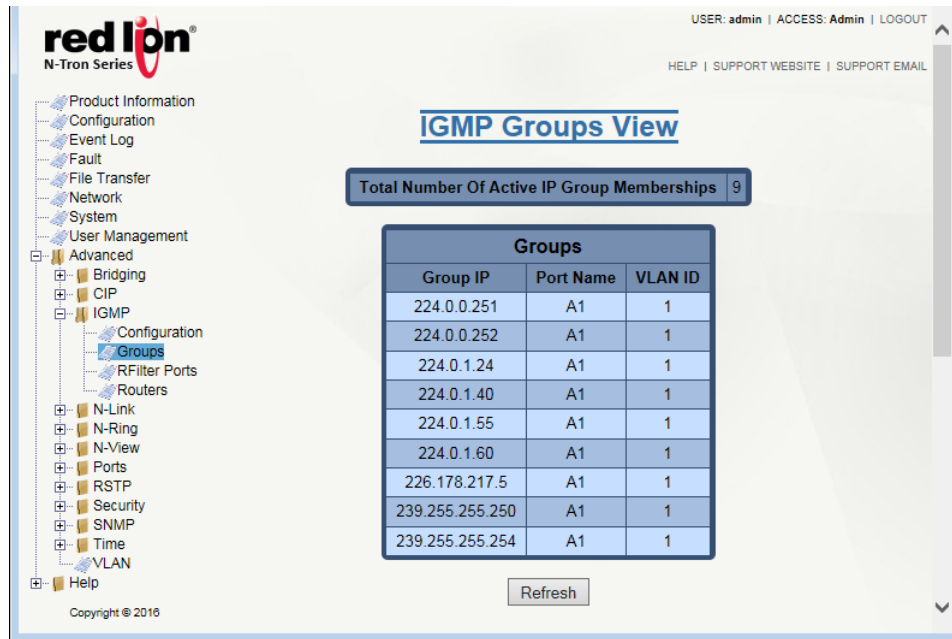 USER: admin | ACCESS: Admin | LOGOUT
red lion®
N-Tron Series
HELP | SUPPORT WEBSITE | SUPPORT EMAIL
Product Information
Configuration
Event Log
Fault
File Transfer
Network
System
User Management
Advanced
Bridging
CIP
IGMP
Configuration
Groups
RFilter Ports
Routers
N-Link
N-Ring
N-View
Ports
RSTP
Security
SNMP
Time
VLAN
Help
Copyright © 2016
IGMP Groups View
Total Number Of Active IP Group Memberships 9
Groups
Group IP Port Name VLAN ID
224.0.0.251 A1 1
224.0.0.252 A1 1
224.0.1.24 A1 1
224.0.1.40 A1 1
224.0.1.55 A1 1
224.0.1.60 A1 1
226.178.217.5 A1 1
239.255.255.250 A1 1
239.255.255.254 A1 1
Refresh